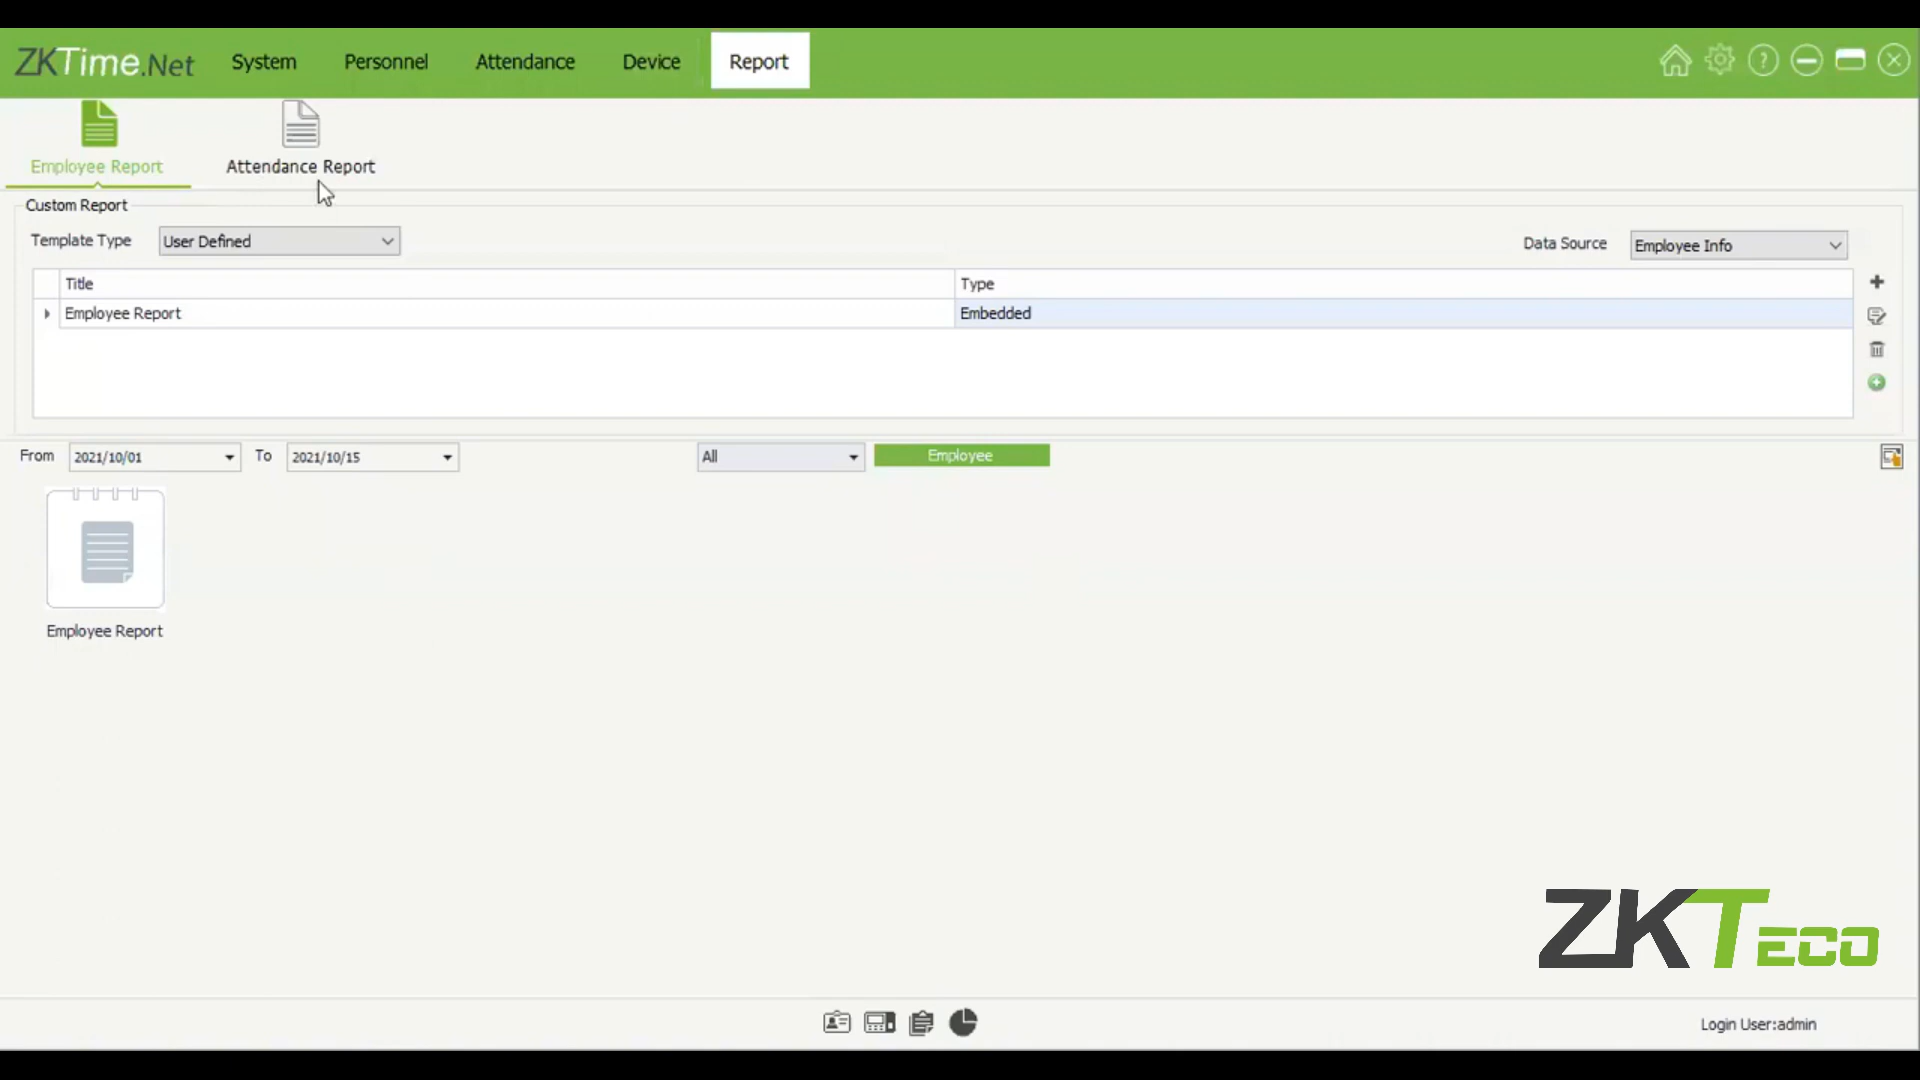 ZKTime.Net System Personnel Attendance Device Report
Employee Report Attendance Report
Custom Report
Template Type User Defined Data Source Employee Info
Title Type
Employee Report Embedded
From 2021/10/01 To 2021/10/15 All Employee
Employee Report
ZKTECO
Login User:admin